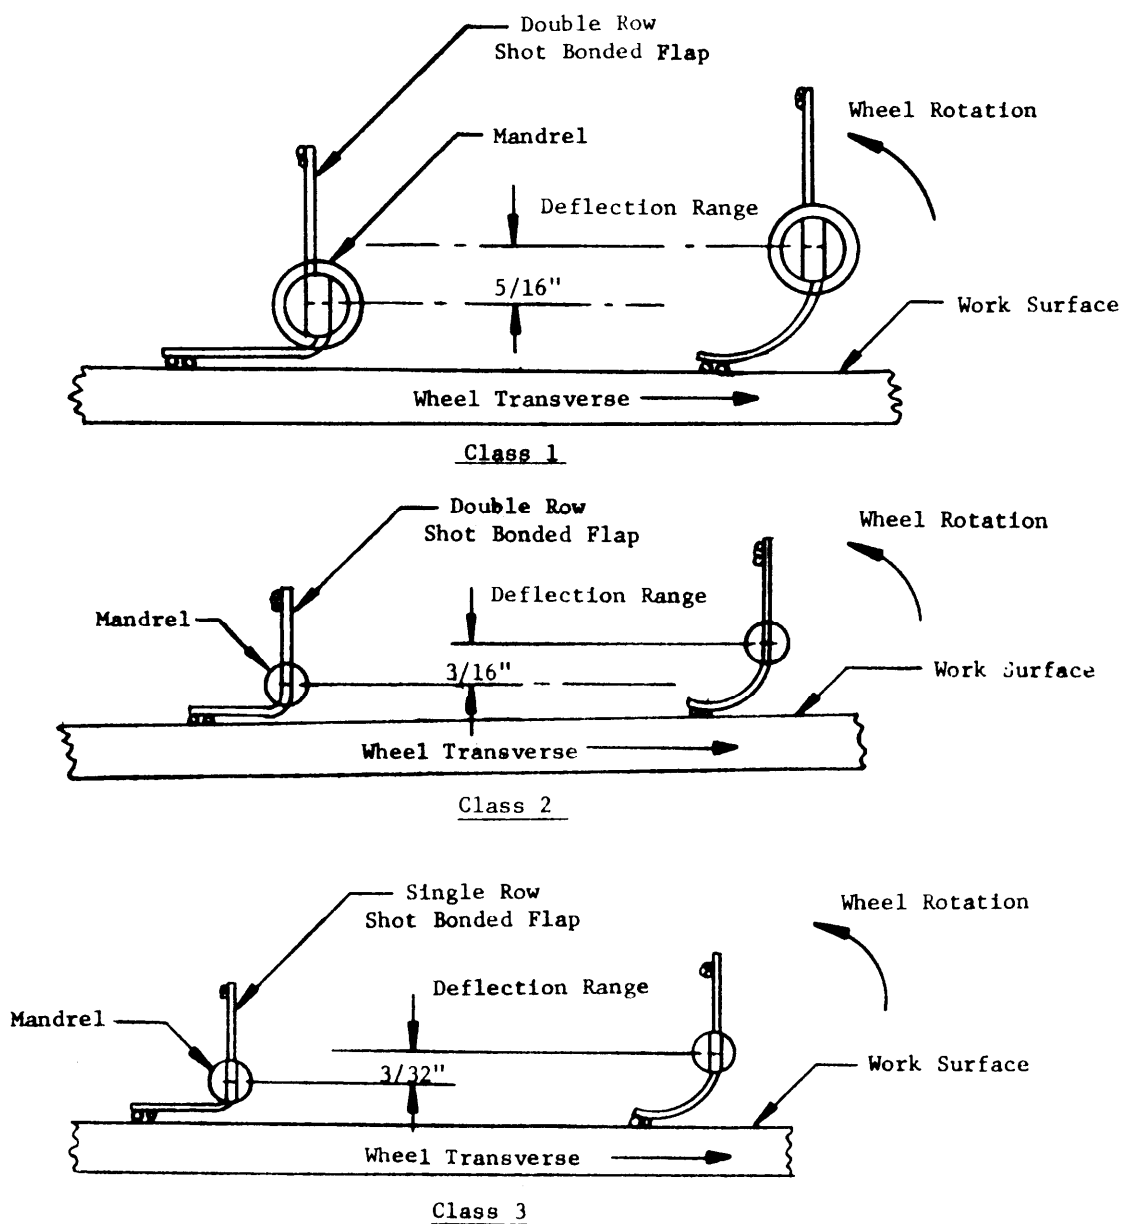 Double Row
Shot Bonded Flap
Mandrel
Wheel Rotation
Deflection Range
5/16"
Work Surface
Wheel Transverse
Class 1
Double Row
Shot Bonded Flap
Wheel Rotation
Deflection Range
Mandrel
3/16"
Work Surface
Wheel Transverse
Class 2
Single Row
Shot Bonded Flap
Wheel Rotation
Deflection Range
Mandrel
3/32"
Work Surface
Wheel Transverse
Class 3